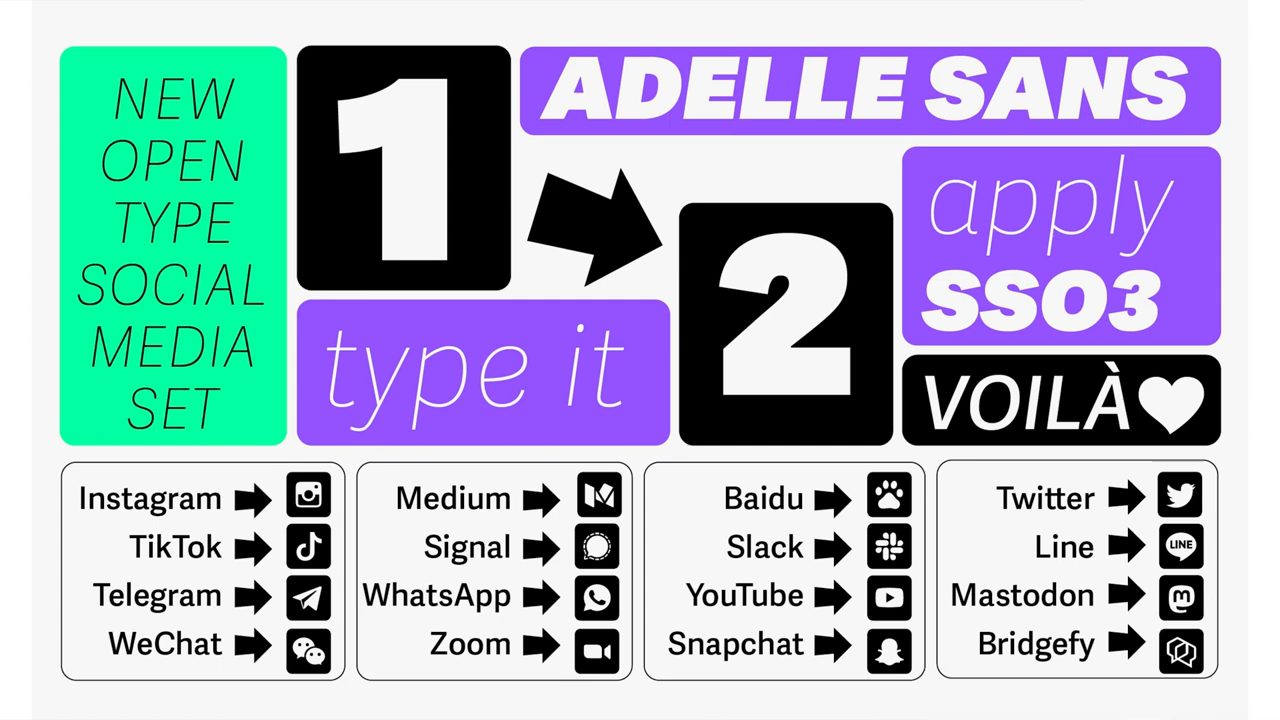 NEW
OPEN
TYPE
SOCIAL
MEDIA
SET
1
type it
ADELLE SANS
2
apply
SSO3
VOILÀ
Instagram
TikTok
Telegram
WeChat
Medium
Signal
WhatsApp
Zoom
Baidu
Slack
YouTube
Snapchat
Twitter
Line
LINE
Mastodon
Bridgefy